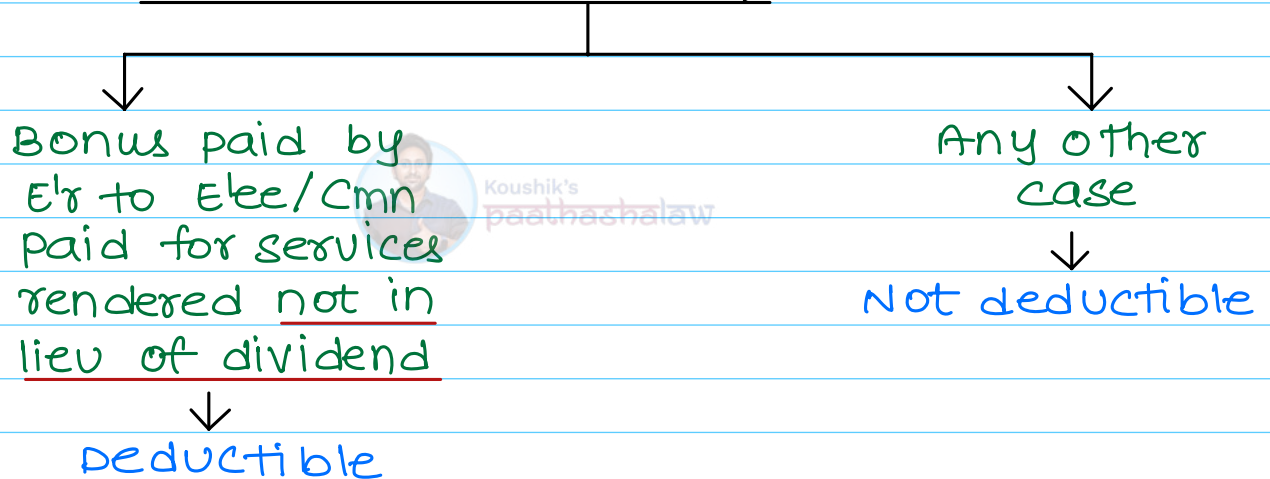 Bonus paid by
E'r to E'ee/Cmn
paid for services
rendered not in
lieu of dividend
Deductible
Any other
case
Not deductible
Koushik's
paathashalaw